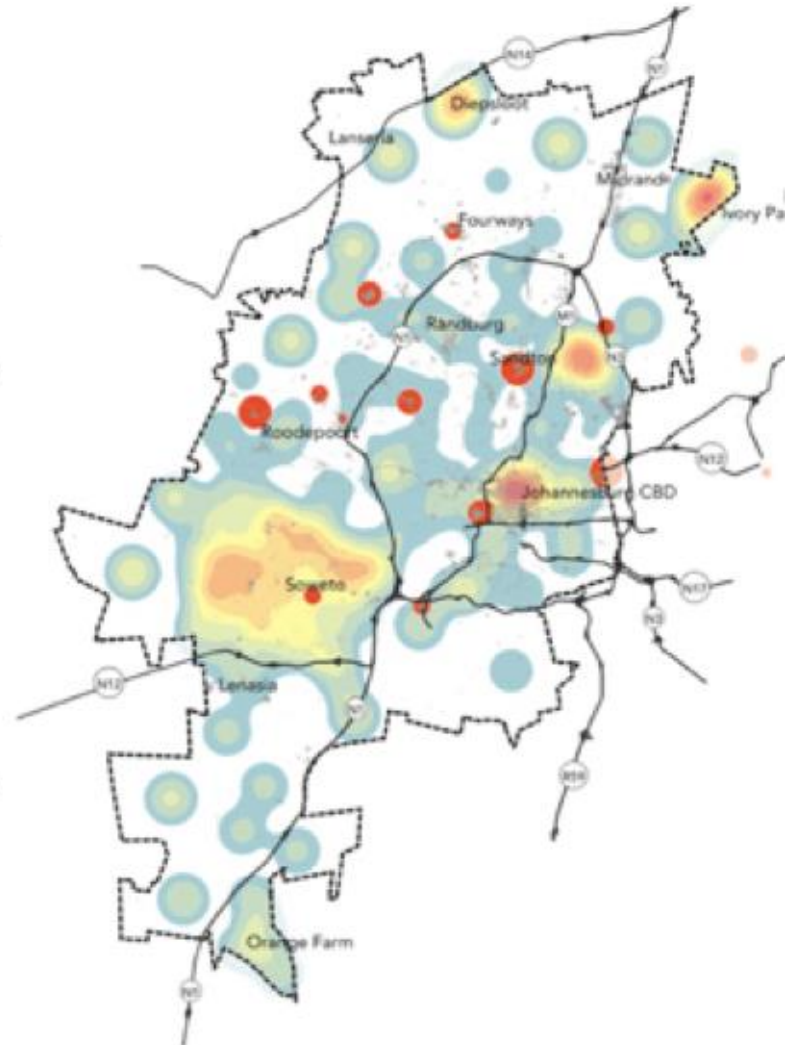 N14
N1
Diepsloot
Lanseria
Midrand
Ivory Pa
Fourways
Randburg
M1
N1
N3
Sandton
Roodepoort
N12
Johannesburg CBD
Soweto
N17
N3
N12
Lenasia
N1
Orange Farm
N1